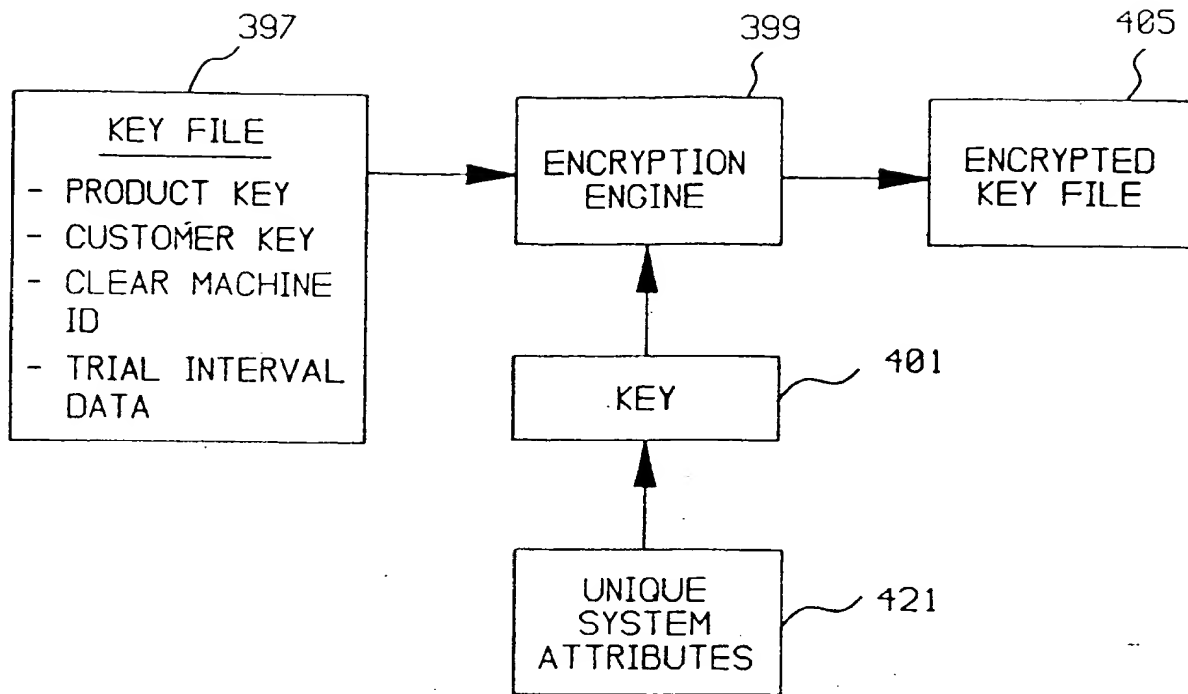 397
399
405
KEY FILE
- PRODUCT KEY
- CUSTOMER KEY
- CLEAR MACHINE
ID
- TRIAL INTERVAL
DATA
ENCRYPTION
ENGINE
ENCRYPTED
KEY FILE
KEY
401
UNIQUE
SYSTEM
ATTRIBUTES
421